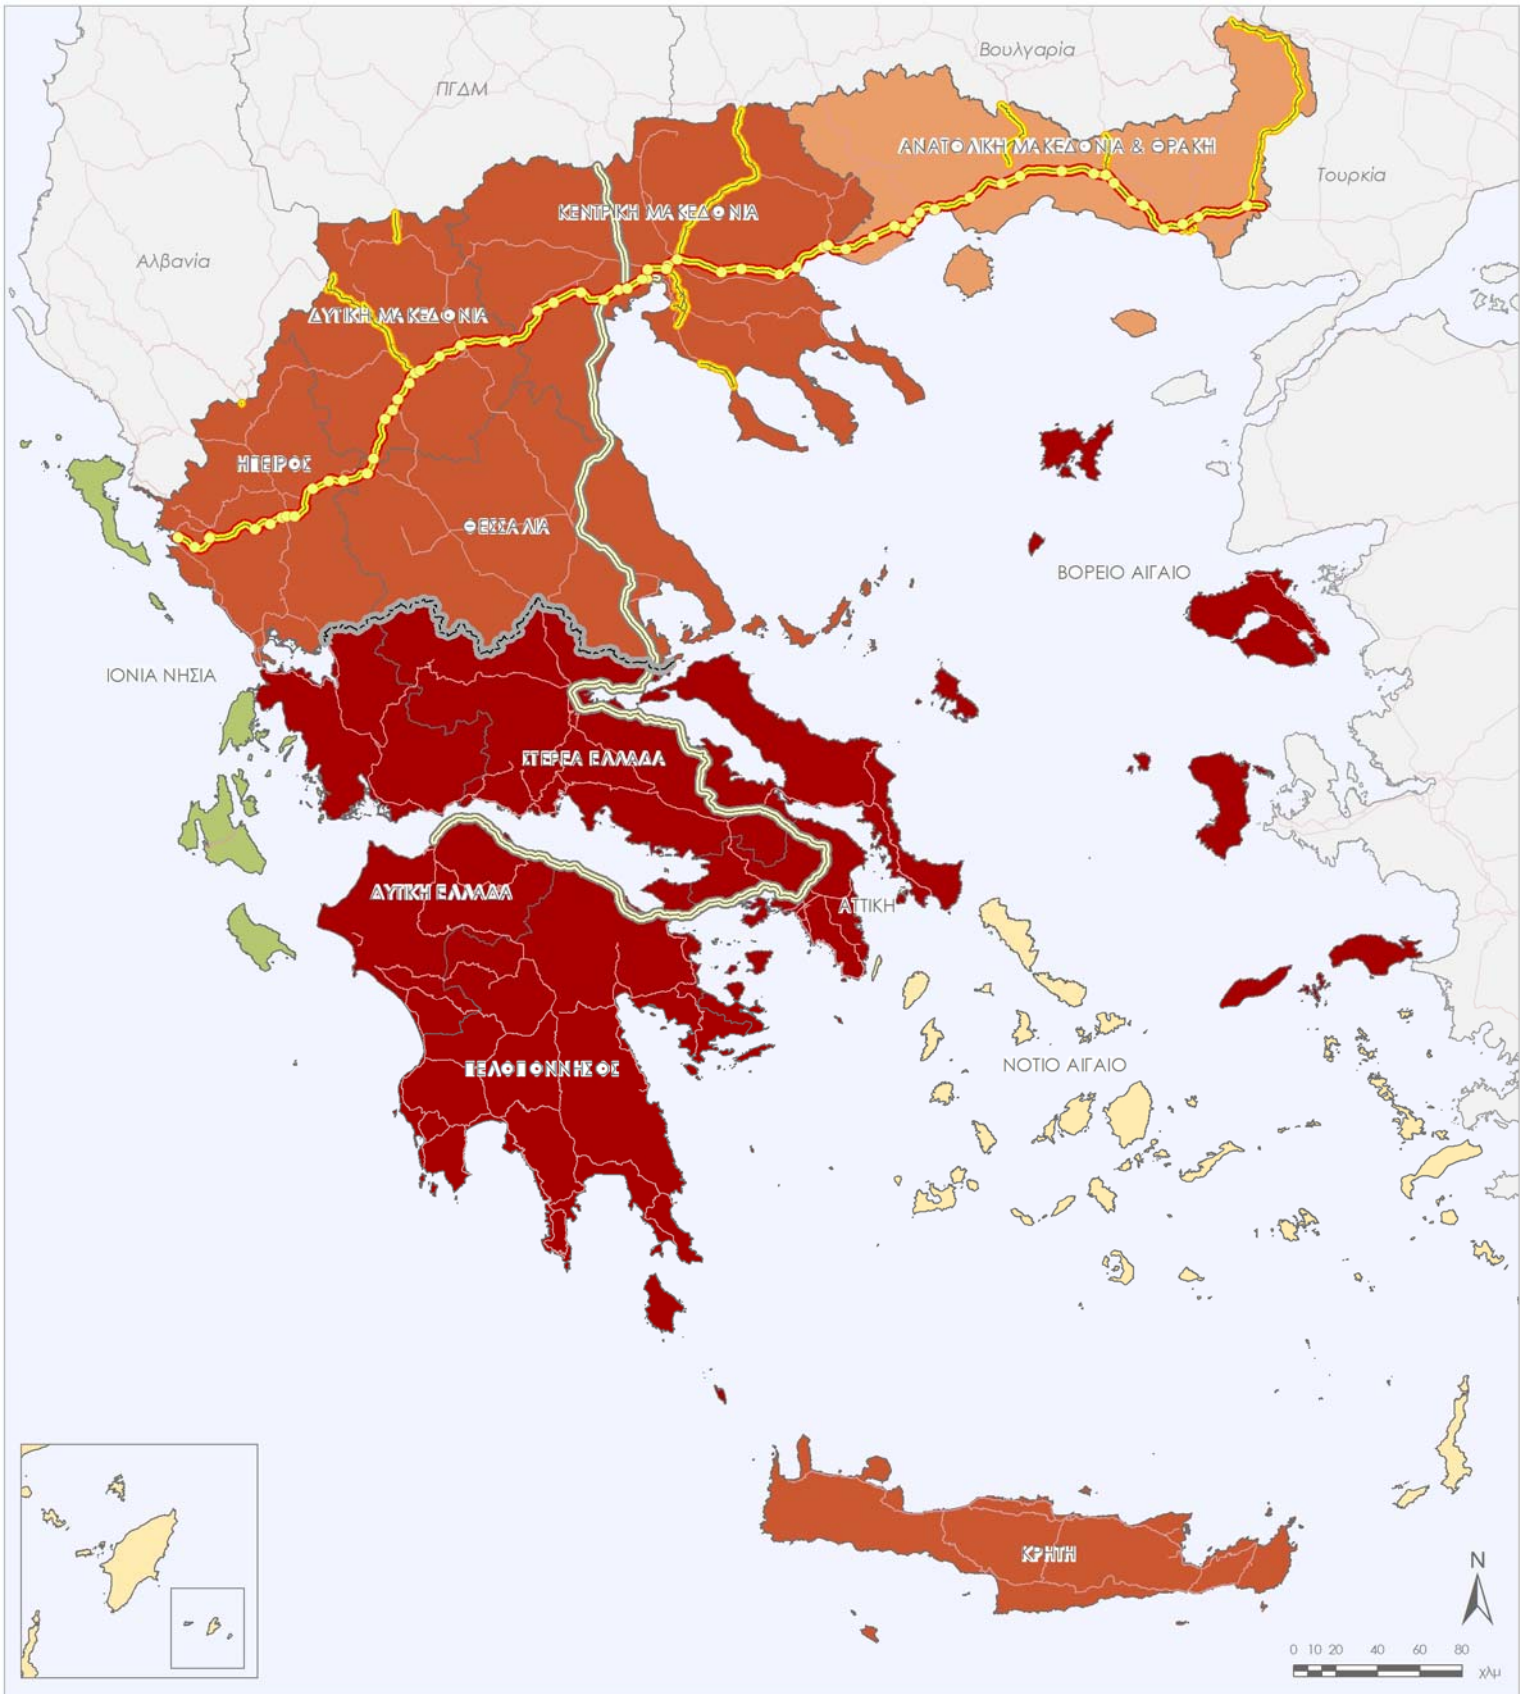 Βουλγαρία
ΠΓΔΜ
ΑΝΑΤΟΛΙΚΗ ΜΑΚΕΔΟΝΙΑ & ΘΡΑΚΗ
Τουρκία
ΚΕΝΤΡΙΚΗ ΜΑΚΕΔΟΝΙΑ
Αλβανία
ΔΥΤΙΚΗ ΜΑΚΕΔΟΝΙΑ
ΗΠΕΙΡΟΣ
ΘΕΣΣΑΛΙΑ
ΒΟΡΕΙΟ ΑΙΓΑΙΟ
ΙΟΝΙΑ ΝΗΣΙΑ
ΣΤΕΡΕΑ ΕΛΛΑΔΑ
ΔΥΤΙΚΗ ΕΛΛΑΔΑ
ΑΤΤΙΚΗ
ΝΟΤΙΟ ΑΙΓΑΙΟ
ΠΕΛΟΠΟΝΝΗΣΟΣ
ΚΡΗΤΗ
N
0 10 20 40 60 80
χλμ